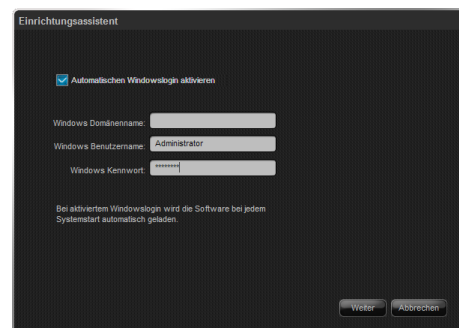 Einrichtungsassistent
Automatischen Windowslogin aktivieren
Windows Domänenname:
Windows Benutzername: Administrator
Windows Kennwort: ********
Bei aktiviertem Windowslogin wird die Software bei jedem
Systemstart automatisch geladen.
Weiter Abbrechen